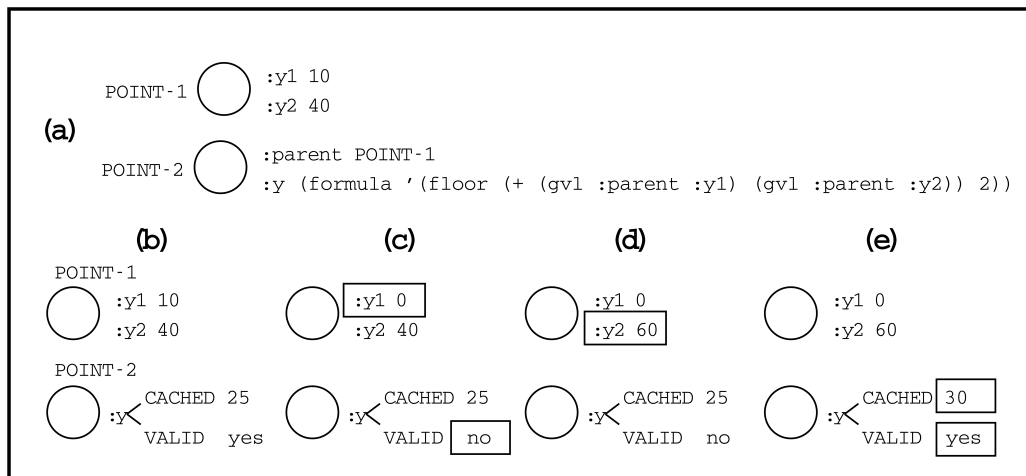 POINT-1
:y1 10
:y2 40
(a)
POINT-2
:parent POINT-1
:y (formula '(floor (+ (gvl :parent :y1) (gvl :parent :y2)) 2))
(b) (c) (d) (e)
POINT-1
:y1 10 :y1 0 :y1 0 :y1 0
:y2 40 :y2 40 :y2 60 :y2 60
POINT-2
CACHED 25 CACHED 25 CACHED 25 CACHED 30
:y :y :y :y
VALID yes VALID no VALID no VALID yes